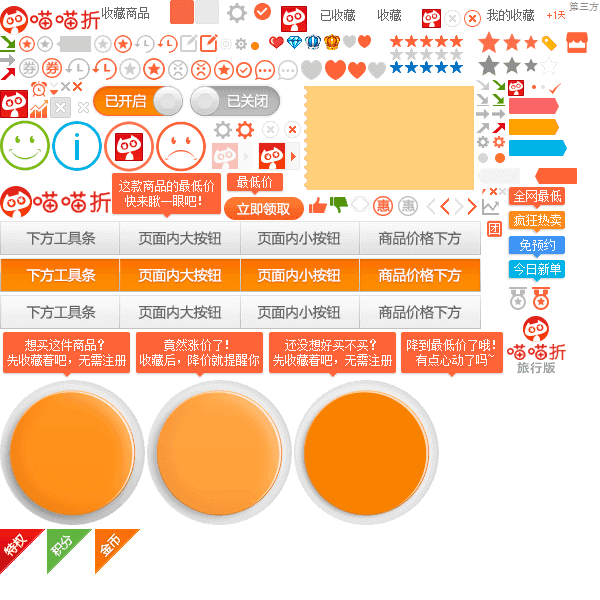 喵喵折
收藏商品
已收藏
收藏
我的收藏
+1天
第三方
券
券
已开启
已关闭
喵喵折
这款商品的最低价
快来瞅一眼吧！
最低价
立即领取
惠
惠
团
全网最低
疯狂热卖
免预约
今日新单
下方工具条
页面内大按钮
页面内小按钮
商品价格下方
下方工具条
页面内大按钮
页面内小按钮
商品价格下方
下方工具条
页面内大按钮
页面内小按钮
商品价格下方
想买这件商品？
先收藏着吧，无需注册
竟然涨价了！
收藏后，降价就提醒你
还没想好买不买？
先收藏着吧，无需注册
降到最低价了哦！
有点心动了吗~
喵喵折
旅行版
特权
积分
金币